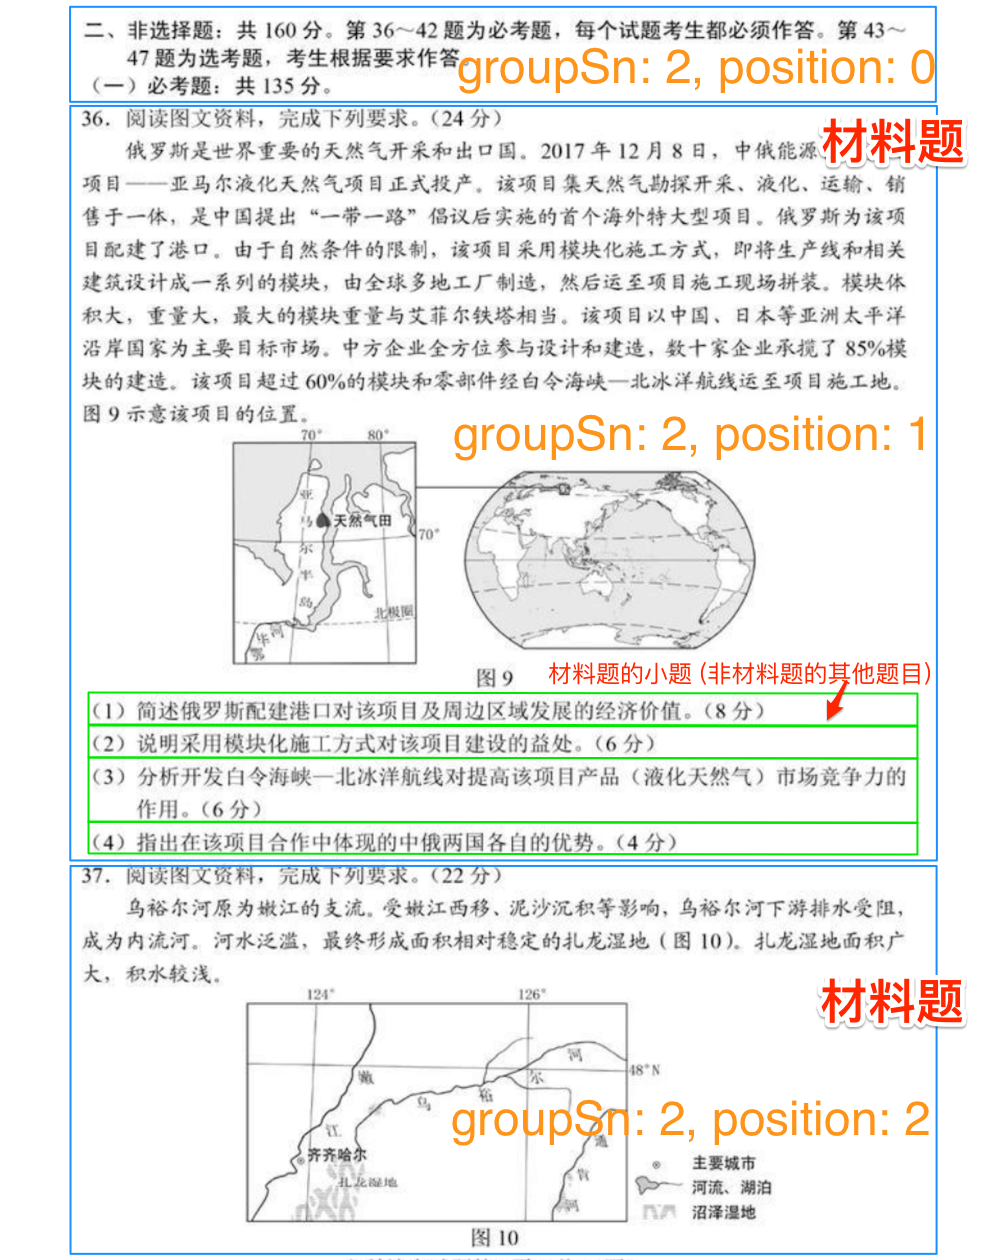 二、非选择题：共 160 分。第 36～42 题为必考题，每个试题考生都必须作答。第 43～
47 题为选考题，考生根据要求作答。
groupSn: 2, position: 0
（一）必考题：共 135 分。
36．阅读图文资料，完成下列要求。（24 分）
材料题
俄罗斯是世界重要的天然气开采和出口国。2017 年 12 月 8 日，中俄能源
项目——亚马尔液化天然气项目正式投产。该项目集天然气勘探开采、液化、运输、销
售于一体，是中国提出“一带一路”倡议后实施的首个海外特大型项目。俄罗斯为该项
目配建了港口。由于自然条件的限制，该项目采用模块化施工方式，即将生产线和相关
建筑设计成一系列的模块，由全球多地工厂制造，然后运至项目施工现场拼装。模块体
积大，重量大，最大的模块重量与艾菲尔铁塔相当。该项目以中国、日本等亚洲太平洋
沿岸国家为主要目标市场。中方企业全方位参与设计和建造，数十家企业承揽了 85%模
块的建造。该项目超过 60%的模块和零部件经白令海峡—北冰洋航线运至项目施工地。
图 9 示意该项目的位置。
groupSn: 2, position: 1
70° 80°
亚马尔半岛
天然气田
70°
北极圈
鄂毕河
图 9
材料题的小题 (非材料题的其他题目)
（1）简述俄罗斯配建港口对该项目及周边区域发展的经济价值。（8 分）
（2）说明采用模块化施工方式对该项目建设的益处。（6 分）
（3）分析开发白令海峡—北冰洋航线对提高该项目产品（液化天然气）市场竞争力的
作用。（6 分）
（4）指出在该项目合作中体现的中俄两国各自的优势。（4 分）
37．阅读图文资料，完成下列要求。（22 分）
乌裕尔河原为嫩江的支流。受嫩江西移、泥沙沉积等影响，乌裕尔河下游排水受阻，
成为内流河。河水泛滥，最终形成面积相对稳定的扎龙湿地（图 10）。扎龙湿地面积广
大，积水较浅。
材料题
124° 126°
48°N
嫩江
乌裕尔河
groupSn: 2, position: 2
通肯河
齐齐哈尔
扎龙湿地
主要城市
河流、湖泊
沼泽湿地
图 10